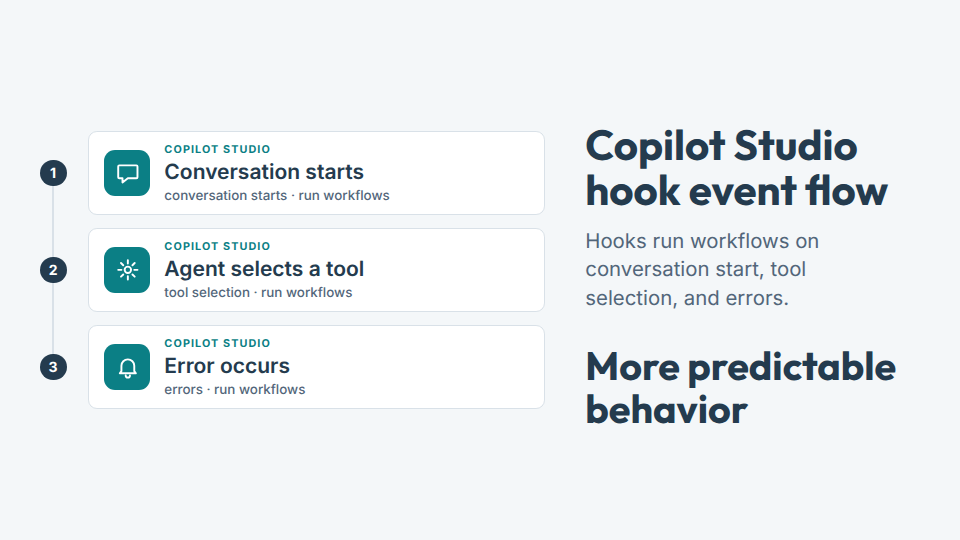 1
COPILOT STUDIO
Conversation starts
conversation starts · run workflows
2
COPILOT STUDIO
Agent selects a tool
tool selection · run workflows
3
COPILOT STUDIO
Error occurs
errors · run workflows
Copilot Studio
hook event flow
Hooks run workflows on
conversation start, tool
selection, and errors.
More predictable
behavior